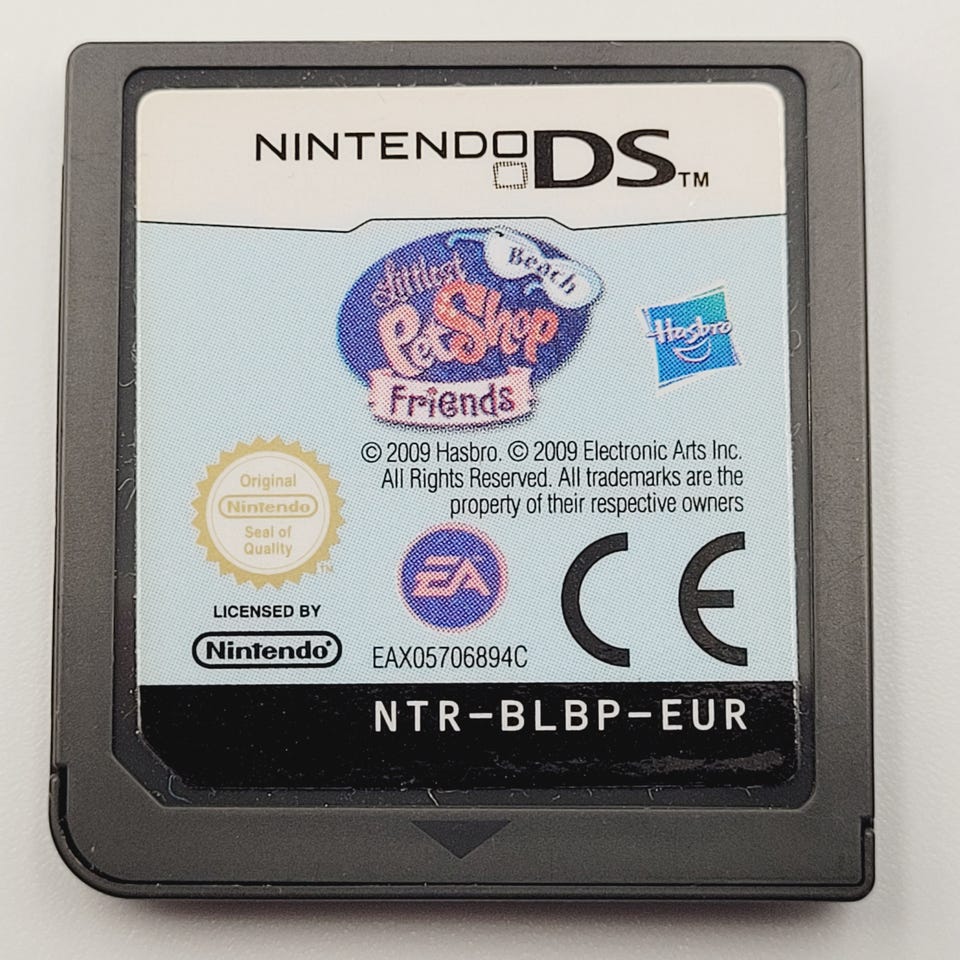 NINTENDO DS™
Littlest
Beach
PetShop
Friends
Hasbro
© 2009 Hasbro. © 2009 Electronic Arts Inc.
All Rights Reserved. All trademarks are the
property of their respective owners
Original
Nintendo
Seal of
Quality
TM
LICENSED BY
Nintendo®
EA
EAX05706894C
CE
NTR-BLBP-EUR